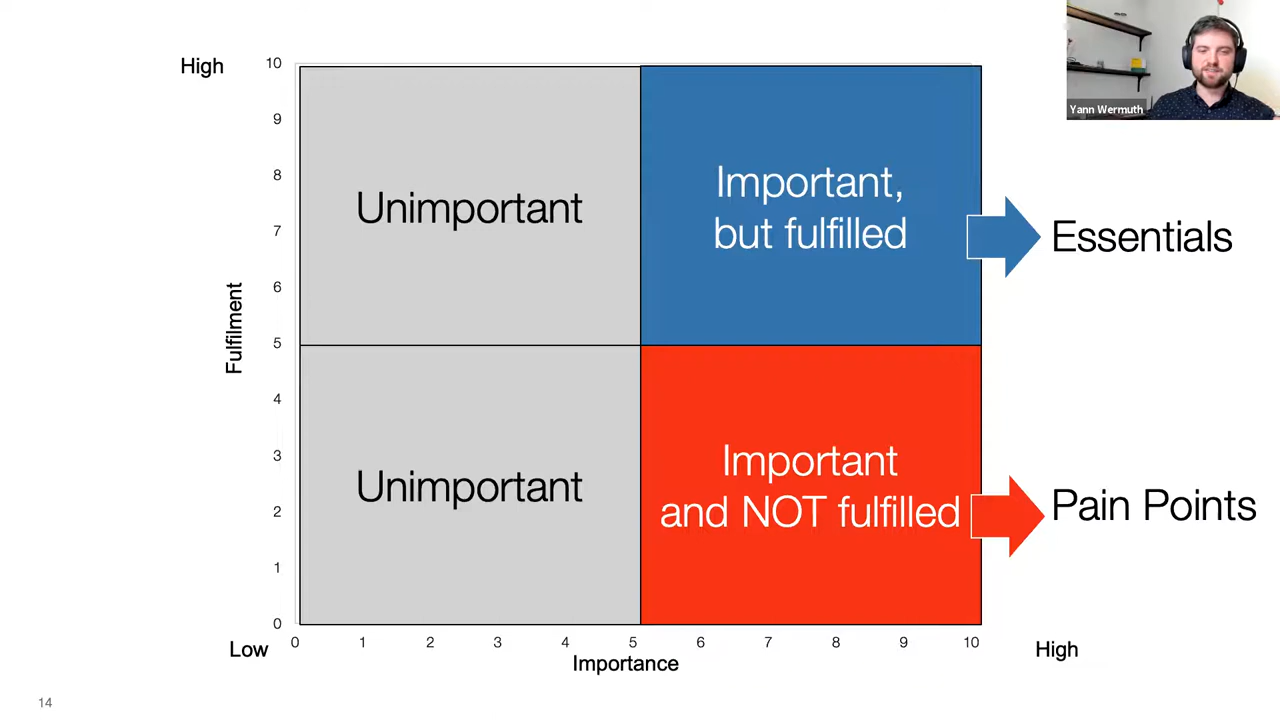 Yann Wermuth
High
Fulfilment
10
9
8
7
6
5
4
3
2
1
0
Unimportant
Important,
but fulfilled
Essentials
Unimportant
Important
and NOT fulfilled
Pain Points
Low
0 1 2 3 4 5 6 7 8 9 10
High
Importance
14